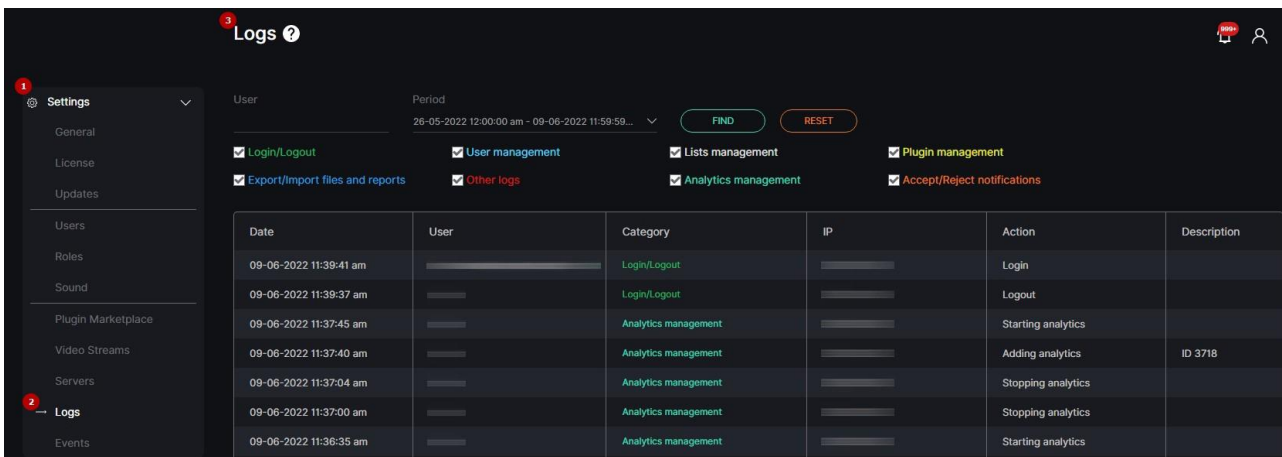 3
Logs ?
999+
1
Settings
General
License
Updates
Users
Roles
Sound
Plugin Marketplace
Video Streams
Servers
2
Logs
Events
User Period
26-05-2022 12:00:00 am - 09-06-2022 11:59:59... FIND RESET
Login/Logout User management Lists management Plugin management
Export/Import files and reports Other logs Analytics management Accept/Reject notifications
Date User Category IP Action Description
09-06-2022 11:39:41 am Login/Logout Login
09-06-2022 11:39:37 am Login/Logout Logout
09-06-2022 11:37:45 am Analytics management Starting analytics
09-06-2022 11:37:40 am Analytics management Adding analytics ID 3718
09-06-2022 11:37:04 am Analytics management Stopping analytics
09-06-2022 11:37:00 am Analytics management Stopping analytics
09-06-2022 11:36:35 am Analytics management Starting analytics